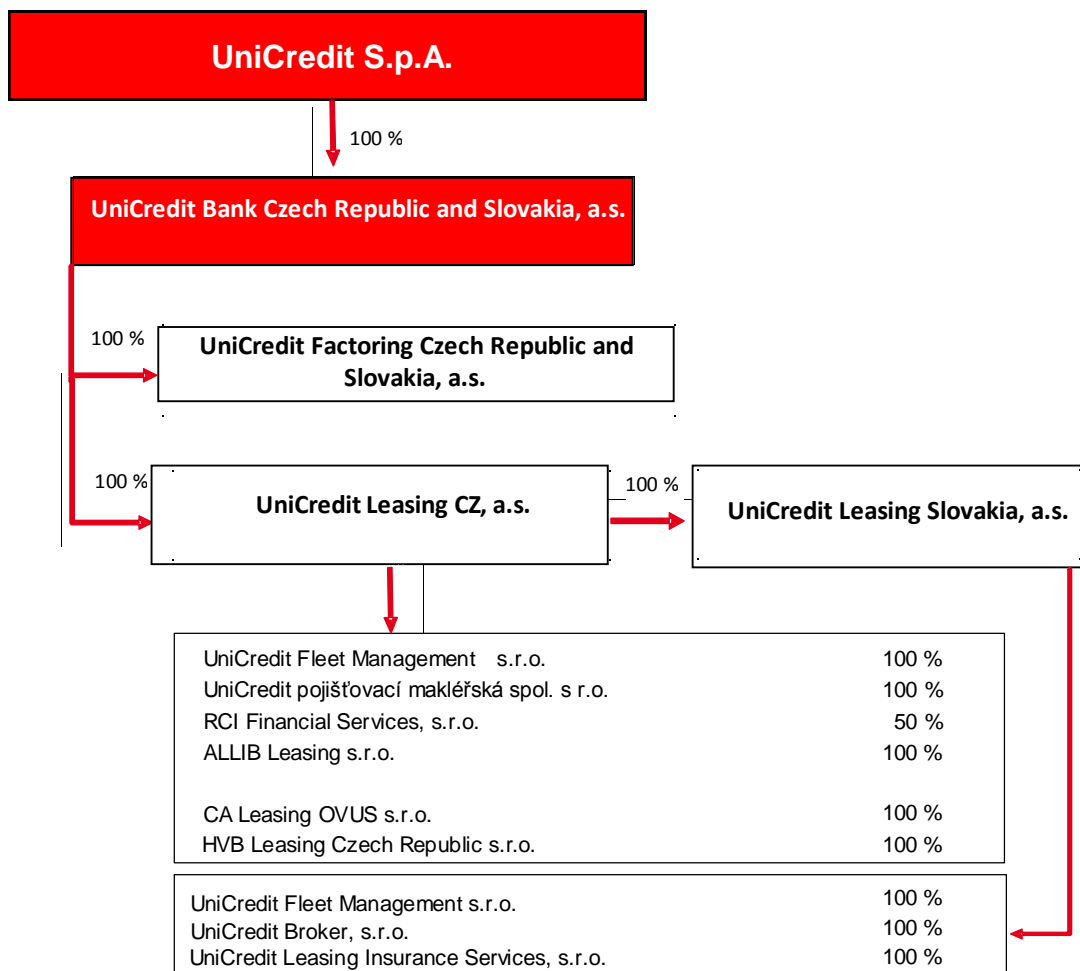 UniCredit S.p.A.
100 %
UniCredit Bank Czech Republic and Slovakia, a.s.
100 %
UniCredit Factoring Czech Republic and
Slovakia, a.s.
100 %
UniCredit Leasing CZ, a.s.
100 %
UniCredit Leasing Slovakia, a.s.
UniCredit Fleet Management s.r.o. 100 %
UniCredit pojišťovací makléřská spol. s r.o. 100 %
RCI Financial Services, s.r.o. 50 %
ALLIB Leasing s.r.o. 100 %
CA Leasing OVUS s.r.o. 100 %
HVB Leasing Czech Republic s.r.o. 100 %
UniCredit Fleet Management s.r.o. 100 %
UniCredit Broker, s.r.o. 100 %
UniCredit Leasing Insurance Services, s.r.o. 100 %